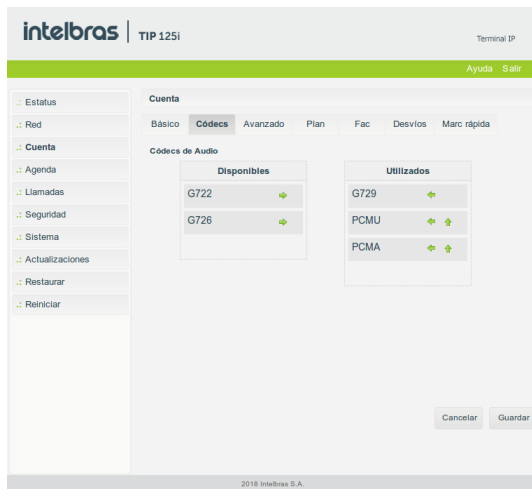 intelbras | TIP 125i
Terminal IP
Ayuda Salir
.: Estatus
.: Red
.: Cuenta
.: Agenda
.: Llamadas
.: Seguridad
.: Sistema
.: Actualizaciones
.: Restaurar
.: Reiniciar
Cuenta
Básico Códecs Avanzado Plan Fac Desvíos Marc rápida
Códecs de Audio
Disponibles
G722
G726
Utilizados
G729
PCMU
PCMA
Cancelar Guardar
2018 Intelbras S.A.